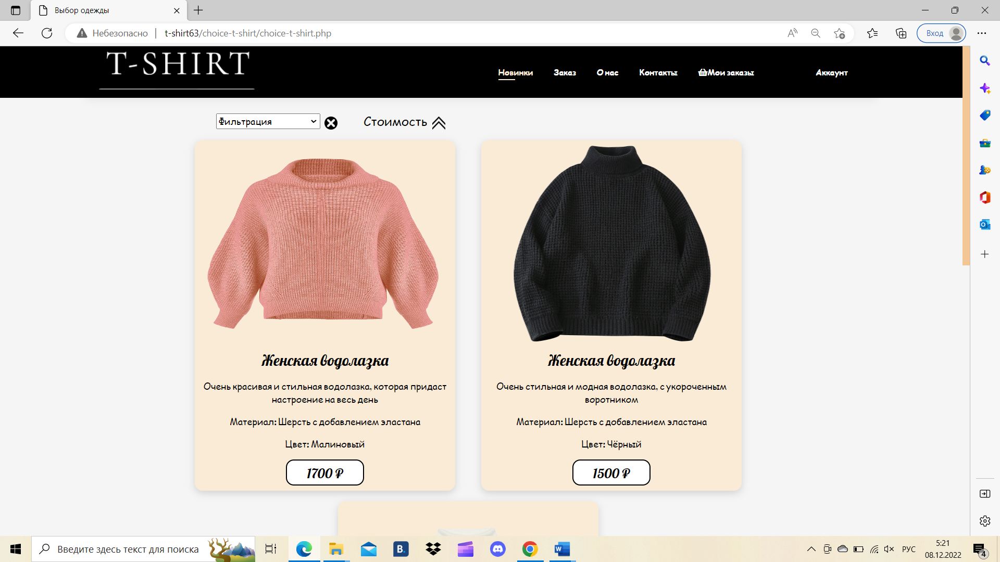 Выбор одежды
Небезопасно | t-shirt63/choice-t-shirt/choice-t-shirt.php
Вход
T-SHIRT
Новинки Заказ О нас Контакты Мои заказы Аккаунт
Фильтрация
Стоимость
Женская водолазка
Очень красивая и стильная водолазка, которая придаст
настроение на весь день
Материал: Шерсть с добавлением эластана
Цвет: Малиновый
1700 ₽
Женская водолазка
Очень стильная и модная водолазка, с укороченным
воротником
Материал: Шерсть с добавлением эластана
Цвет: Чёрный
1500 ₽
Введите здесь текст для поиска
B.
W
РУС
5:21
08.12.2022
4